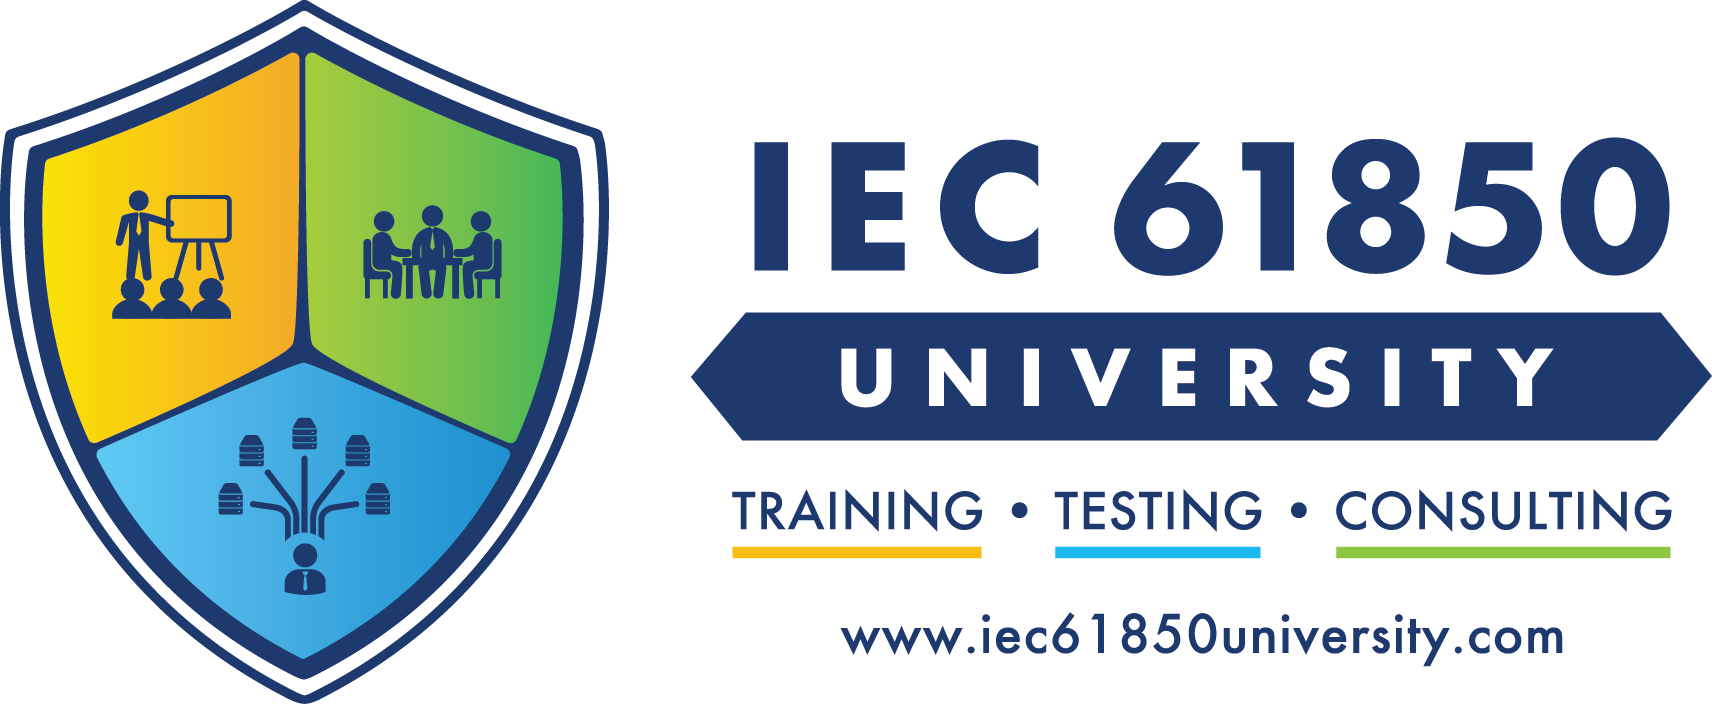 IEC 61850
UNIVERSITY
TRAINING • TESTING • CONSULTING
www.iec61850university.com